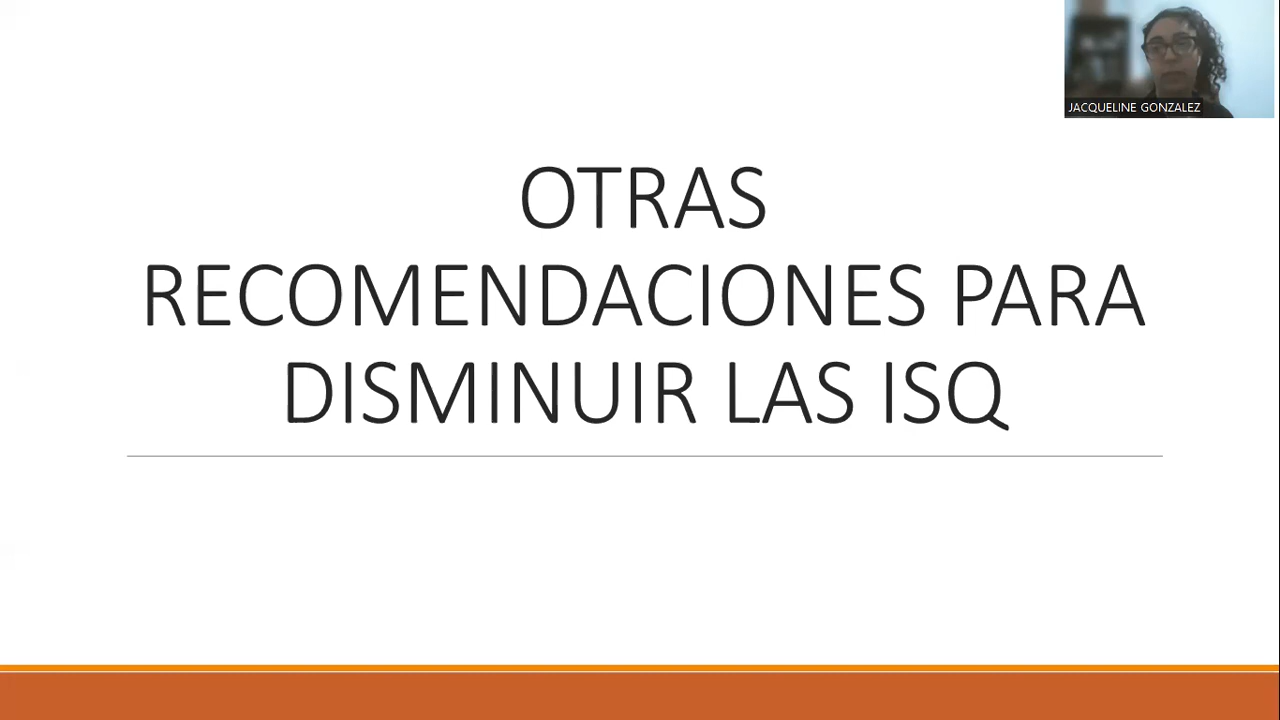 JACQUELINE GONZALEZ
OTRAS
RECOMENDACIONES PARA
DISMINUIR LAS ISQ